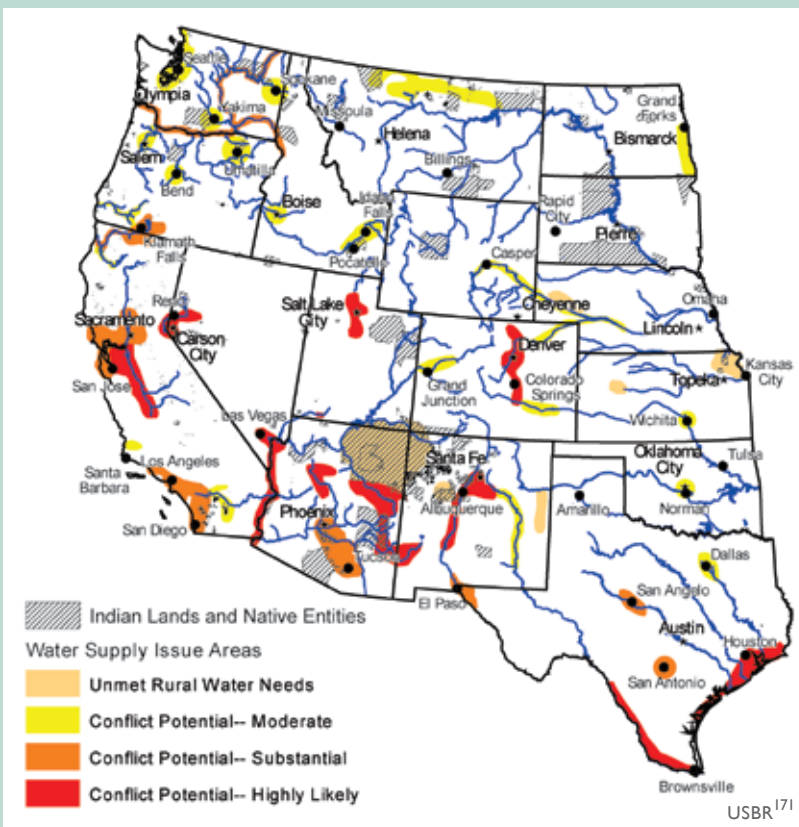 Seattle
Spokane
Olympia
Yakima
Missoula
Grand
Forks
Helena
Bismarck
Salem
Umatilla
Billings
Bend
Boise
Idaho
Falls
Rapid
City
Pierre
Klamath
Falls
Pocatello
Casper
Reno
Salt Lake
City
Cheyenne
Omaha
Sacramento
Carson
City
Lincoln
Denver
San Jose
Grand
Junction
Colorado
Springs
Topeka
Kansas
City
Las Vegas
Wichita
Santa Fe
Oklahoma
City
Tulsa
Los Angeles
Santa
Barbara
Albuquerque
Amarillo
Norman
Phoenix
San Diego
Tucson
Dallas
El Paso
San Angelo
Austin
Houston
San Antonio
Brownsville
Indian Lands and Native Entities
Water Supply Issue Areas
Unmet Rural Water Needs
Conflict Potential-- Moderate
Conflict Potential-- Substantial
Conflict Potential-- Highly Likely
USBR171